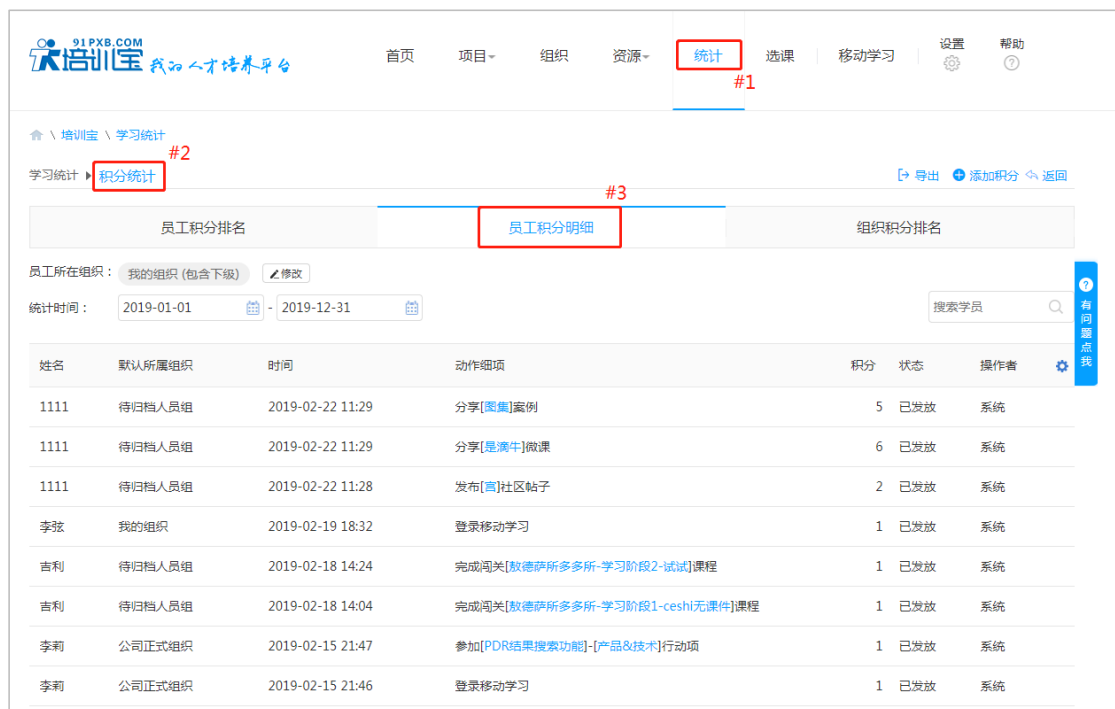 91PXB.COM
培训宝 我的人才培养平台
首页 项目 组织 资源 统计 选课 移动学习 设置 帮助
#1
\ 培训宝 \ 学习统计
#2
学习统计 积分统计 导出 添加积分 返回
#3
员工积分排名 员工积分明细 组织积分排名
员工所在组织： 我的组织 (包含下级) 修改
统计时间： 2019-01-01 - 2019-12-31 搜索学员
有问题点我
姓名 默认所属组织 时间 动作细项 积分 状态 操作者
1111 待归档人员组 2019-02-22 11:29 分享[图集]案例 5 已发放 系统
1111 待归档人员组 2019-02-22 11:29 分享[是滴牛]微课 6 已发放 系统
1111 待归档人员组 2019-02-22 11:28 发布[宫]社区帖子 2 已发放 系统
李弦 我的组织 2019-02-19 18:32 登录移动学习 1 已发放 系统
吉利 待归档人员组 2019-02-18 14:24 完成闯关[敖德萨所多多所-学习阶段2-试试]课程 1 已发放 系统
吉利 待归档人员组 2019-02-18 14:04 完成闯关[敖德萨所多多所-学习阶段1-ceshi无课件]课程 1 已发放 系统
李莉 公司正式组织 2019-02-15 21:47 参加[PDR结果搜索功能]-[产品&技术]行动项 1 已发放 系统
李莉 公司正式组织 2019-02-15 21:46 登录移动学习 1 已发放 系统